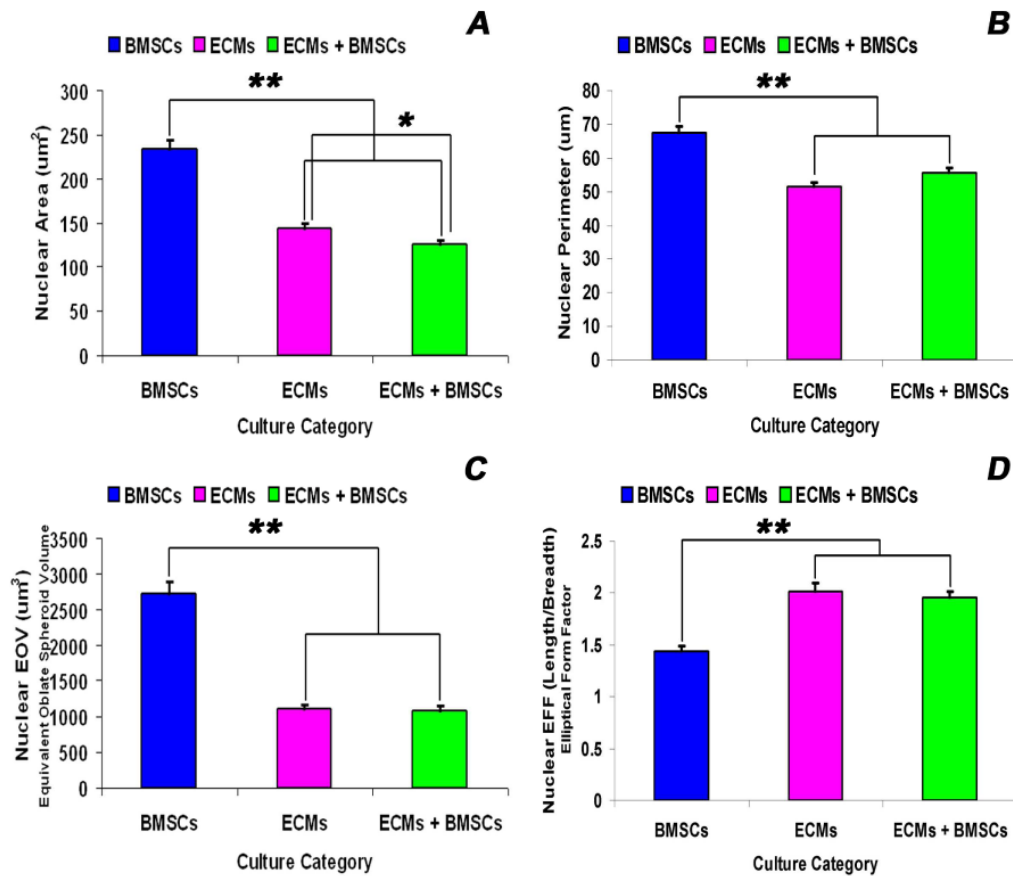 A
BMSCs ECMs ECMs + BMSCs
**
*
Nuclear Area (um²)
300
250
200
150
100
50
0
BMSCs ECMs ECMs + BMSCs
Culture Category
B
BMSCs ECMs ECMs + BMSCs
**
Nuclear Perimeter (um)
80
70
60
50
40
30
20
10
0
BMSCs ECMs ECMs + BMSCs
Culture Category
C
BMSCs ECMs ECMs + BMSCs
**
Nuclear EOV (um³)
Equivalent Oblate Spheroid Volume
3500
3000
2500
2000
1500
1000
500
0
BMSCs ECMs ECMs + BMSCs
Culture Category
D
BMSCs ECMs ECMs + BMSCs
**
Nuclear EFF (Length/Breadth)
Elliptical Form Factor
2.5
2
1.5
1
0.5
0
BMSCs ECMs ECMs + BMSCs
Culture Category